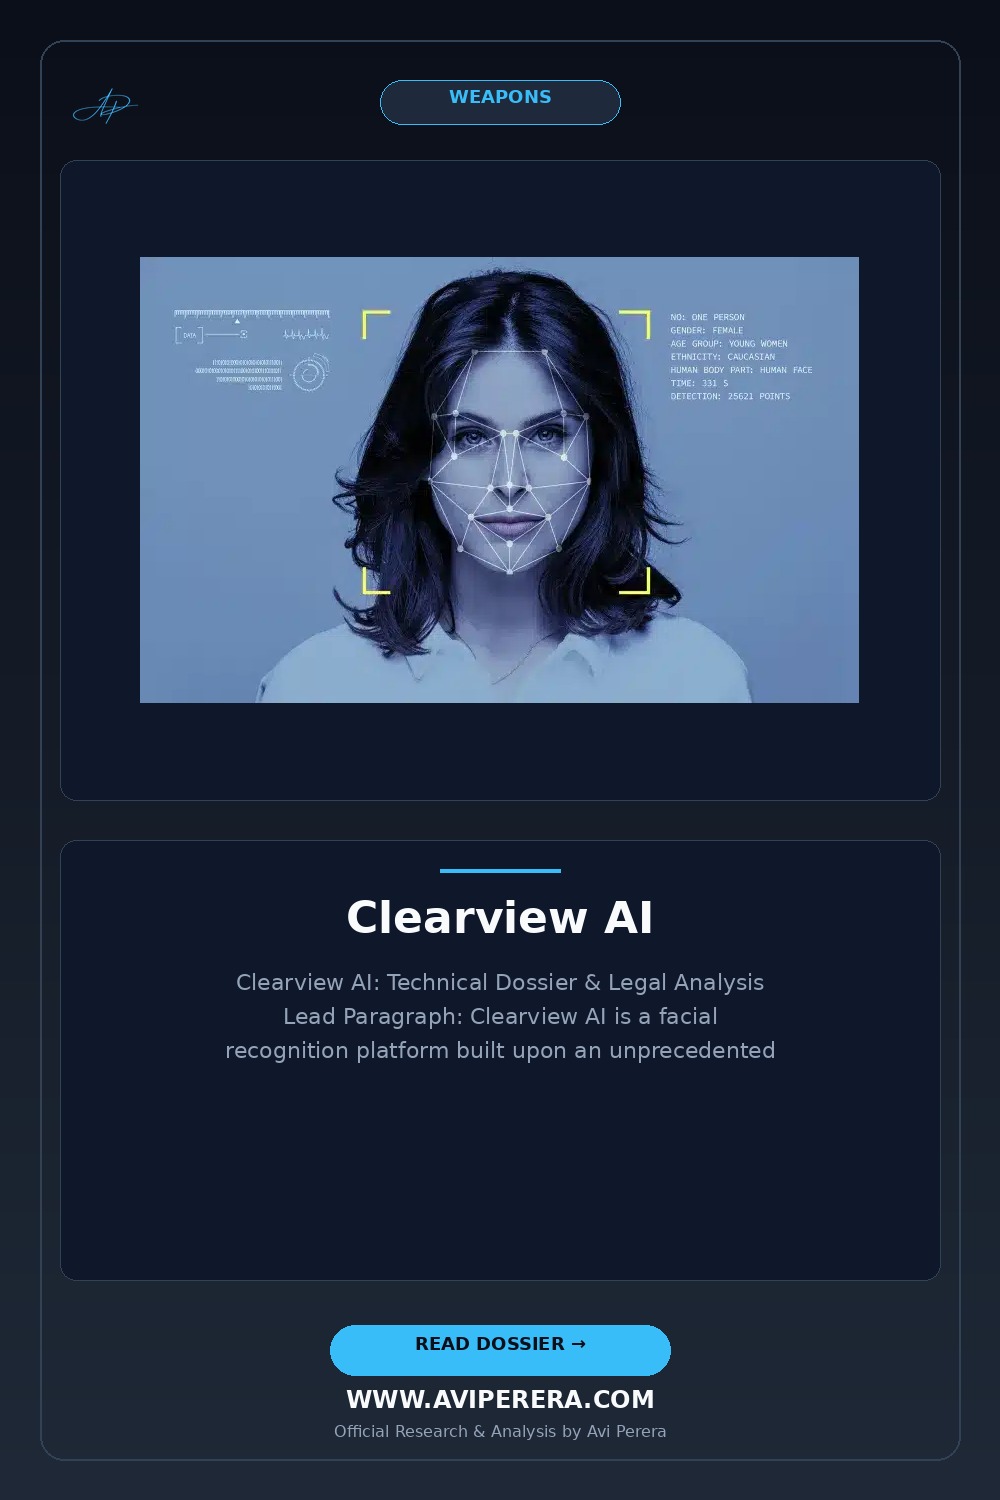 WEAPONS
DATA
NO: ONE PERSON
GENDER: FEMALE
AGE GROUP: YOUNG WOMEN
ETHNICITY: CAUCASIAN
HUMAN BODY PART: HUMAN FACE
TIME: 331 S
DETECTION: 25621 POINTS
Clearview AI
Clearview AI: Technical Dossier & Legal Analysis
Lead Paragraph: Clearview AI is a facial
recognition platform built upon an unprecedented
READ DOSSIER →
WWW.AVIPERERA.COM
Official Research & Analysis by Avi Perera